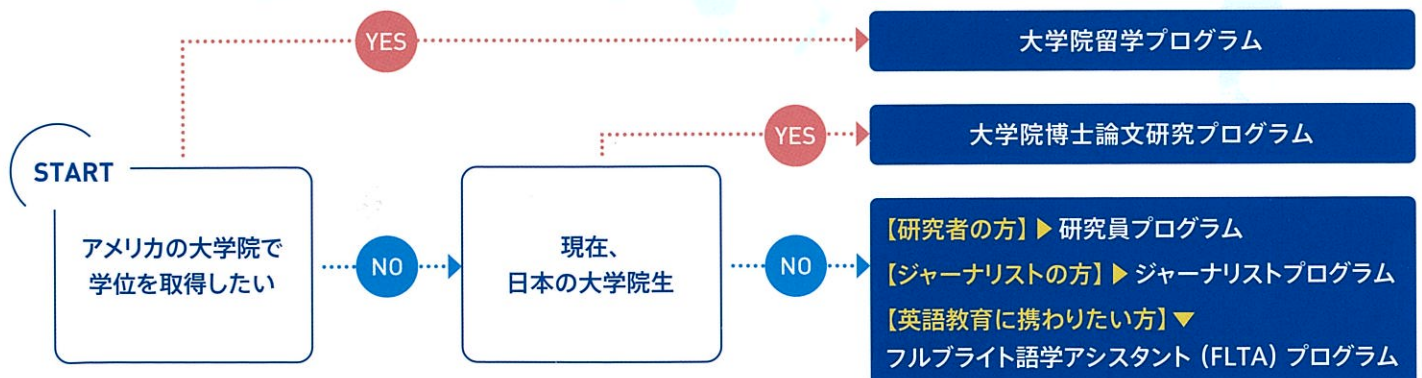 YES
大学院留学プログラム
YES
大学院博士論文研究プログラム
START
アメリカの大学院で
学位を取得したい
NO
現在、
日本の大学院生
NO
【研究者の方】▶研究員プログラム
【ジャーナリストの方】▶ジャーナリストプログラム
【英語教育に携わりたい方】▼
フルブライト語学アシスタント（FLTA）プログラム